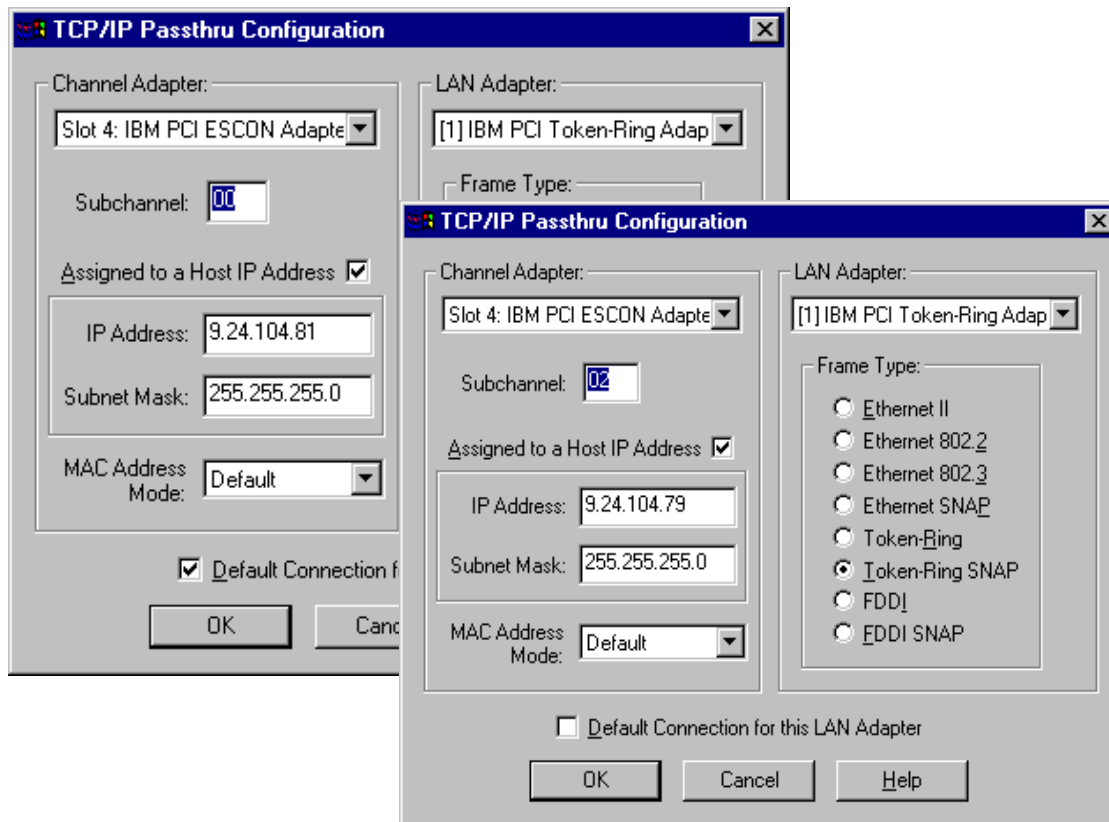 TCP/IP Passthru Configuration
Channel Adapter:
Slot 4: IBM PCI ESCON Adapte
Subchannel: 00
Assigned to a Host IP Address
IP Address: 9.24.104.81
Subnet Mask: 255.255.255.0
MAC Address
Mode: Default
LAN Adapter:
[1] IBM PCI Token-Ring Adap
Frame Type:
Default Connection f
OK
Canc
TCP/IP Passthru Configuration
Channel Adapter:
Slot 4: IBM PCI ESCON Adapte
Subchannel: 02
Assigned to a Host IP Address
IP Address: 9.24.104.79
Subnet Mask: 255.255.255.0
MAC Address
Mode: Default
LAN Adapter:
[1] IBM PCI Token-Ring Adap
Frame Type:
Ethernet II
Ethernet 802.2
Ethernet 802.3
Ethernet SNAP
Token-Ring
Token-Ring SNAP
FDDI
FDDI SNAP
Default Connection for this LAN Adapter
OK
Cancel
Help